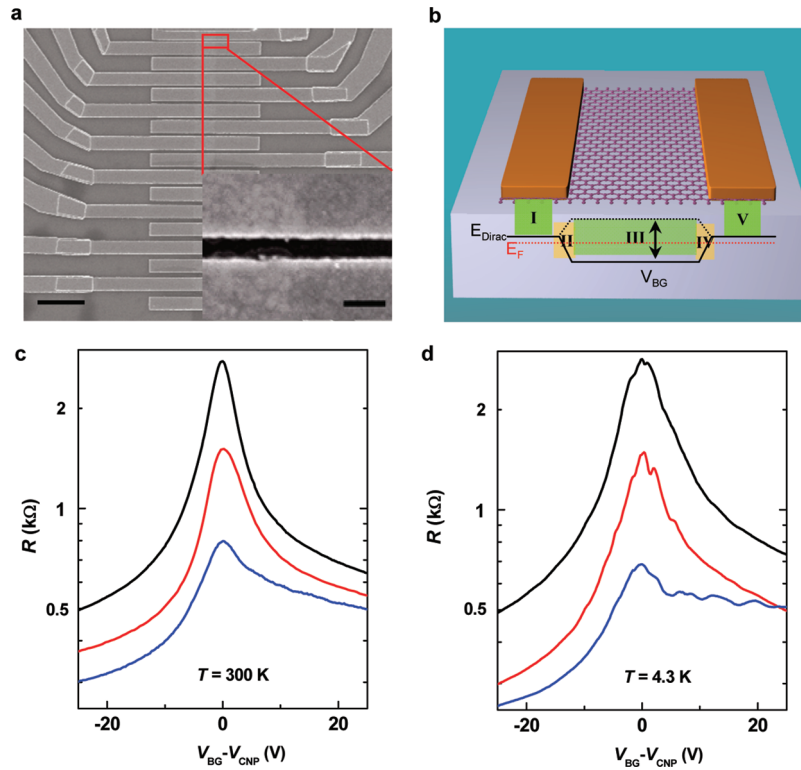 a
b
I
V
E_Dirac
II
III
IV
E_F
V_BG
c
d
2
1
0.5
R (kΩ)
T = 300 K
-20
0
20
V_BG-V_CNP (V)
2
1
0.5
R (kΩ)
T = 4.3 K
-20
0
20
V_BG-V_CNP (V)